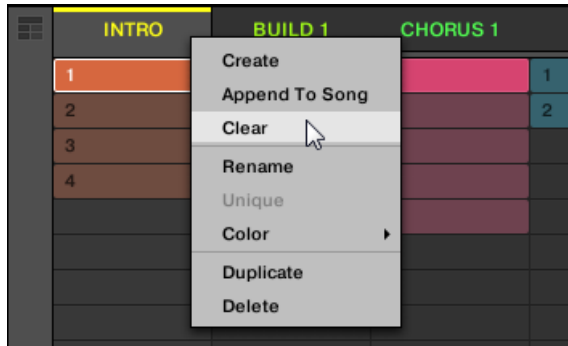 INTRO BUILD 1 CHORUS 1
1 1
2 2
3
4
Create
Append To Song
Clear
Rename
Unique
Color
Duplicate
Delete